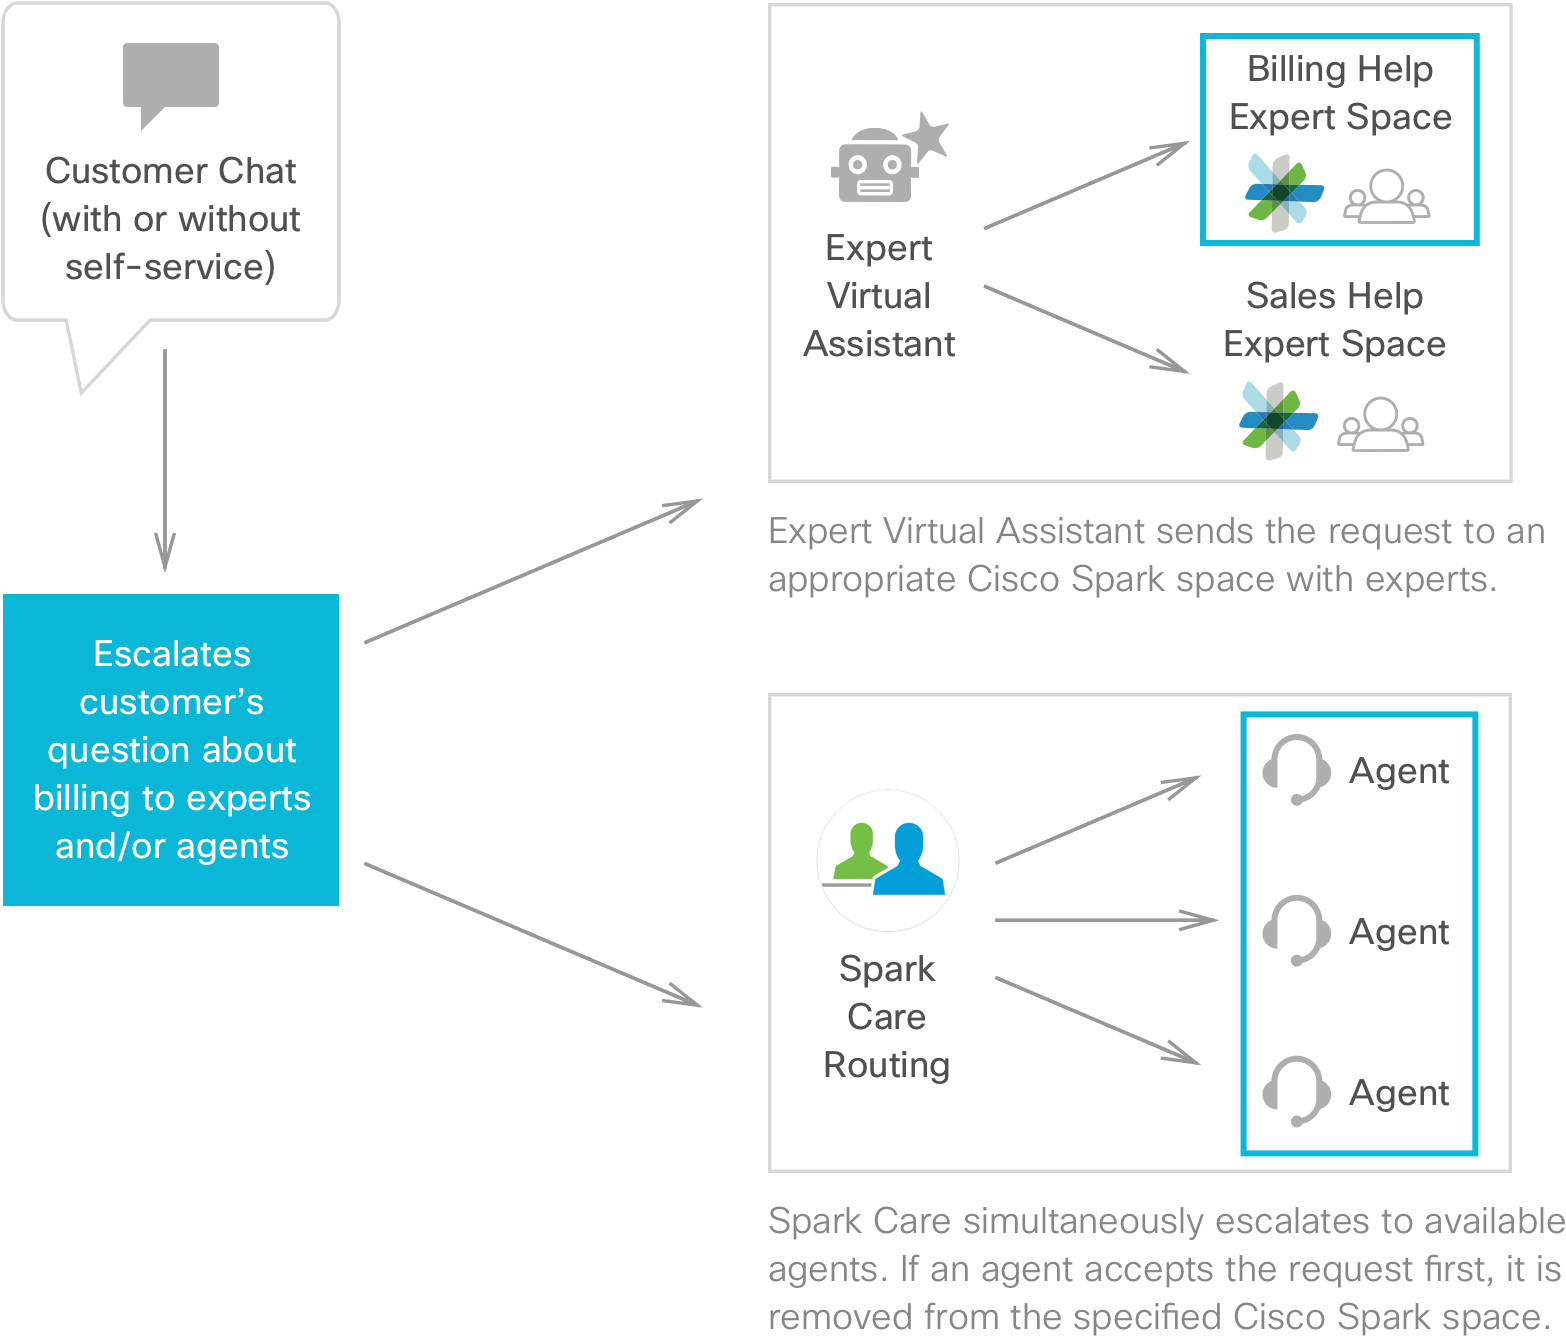 Customer Chat
(with or without
self-service)
Escalates
customer’s
question about
billing to experts
and/or agents
Expert
Virtual
Assistant
Billing Help
Expert Space
Sales Help
Expert Space
Expert Virtual Assistant sends the request to an
appropriate Cisco Spark space with experts.
Spark
Care
Routing
Agent
Agent
Agent
Spark Care simultaneously escalates to available
agents. If an agent accepts the request first, it is
removed from the specified Cisco Spark space.